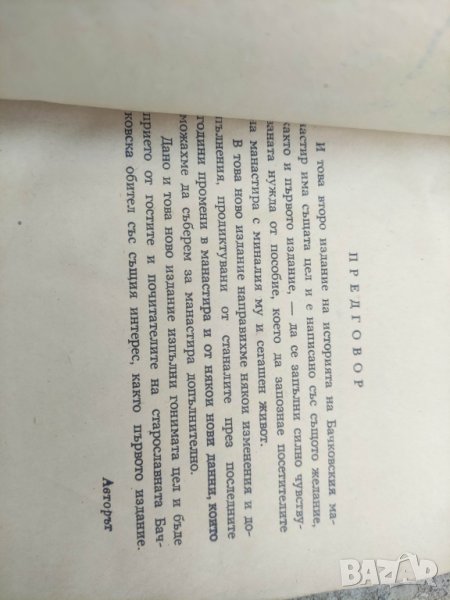 ПРЕДГОВОР
И това второ издание на историята на Бачковския ма-
настир има същата цел и е написано със същото желание,
както и първото издание, — да се запълни силно чувству-
ваната нужда от пособие, което да запознае посетителите
на манастира с миналия му и сегашен живот.
В това ново издание направихме някои изменения и до-
пълнения, продиктувани от станалите през последните
години промени в манастира и от някои нови данни, които
можахме да съберем за манастира допълнително.
Дано и това ново издание изпълни гонимата цел и бъде
прието от гостите и почитателите на старославната Бач-
ковска обител със същия интерес, както първото издание.
Авторът
BAZAR